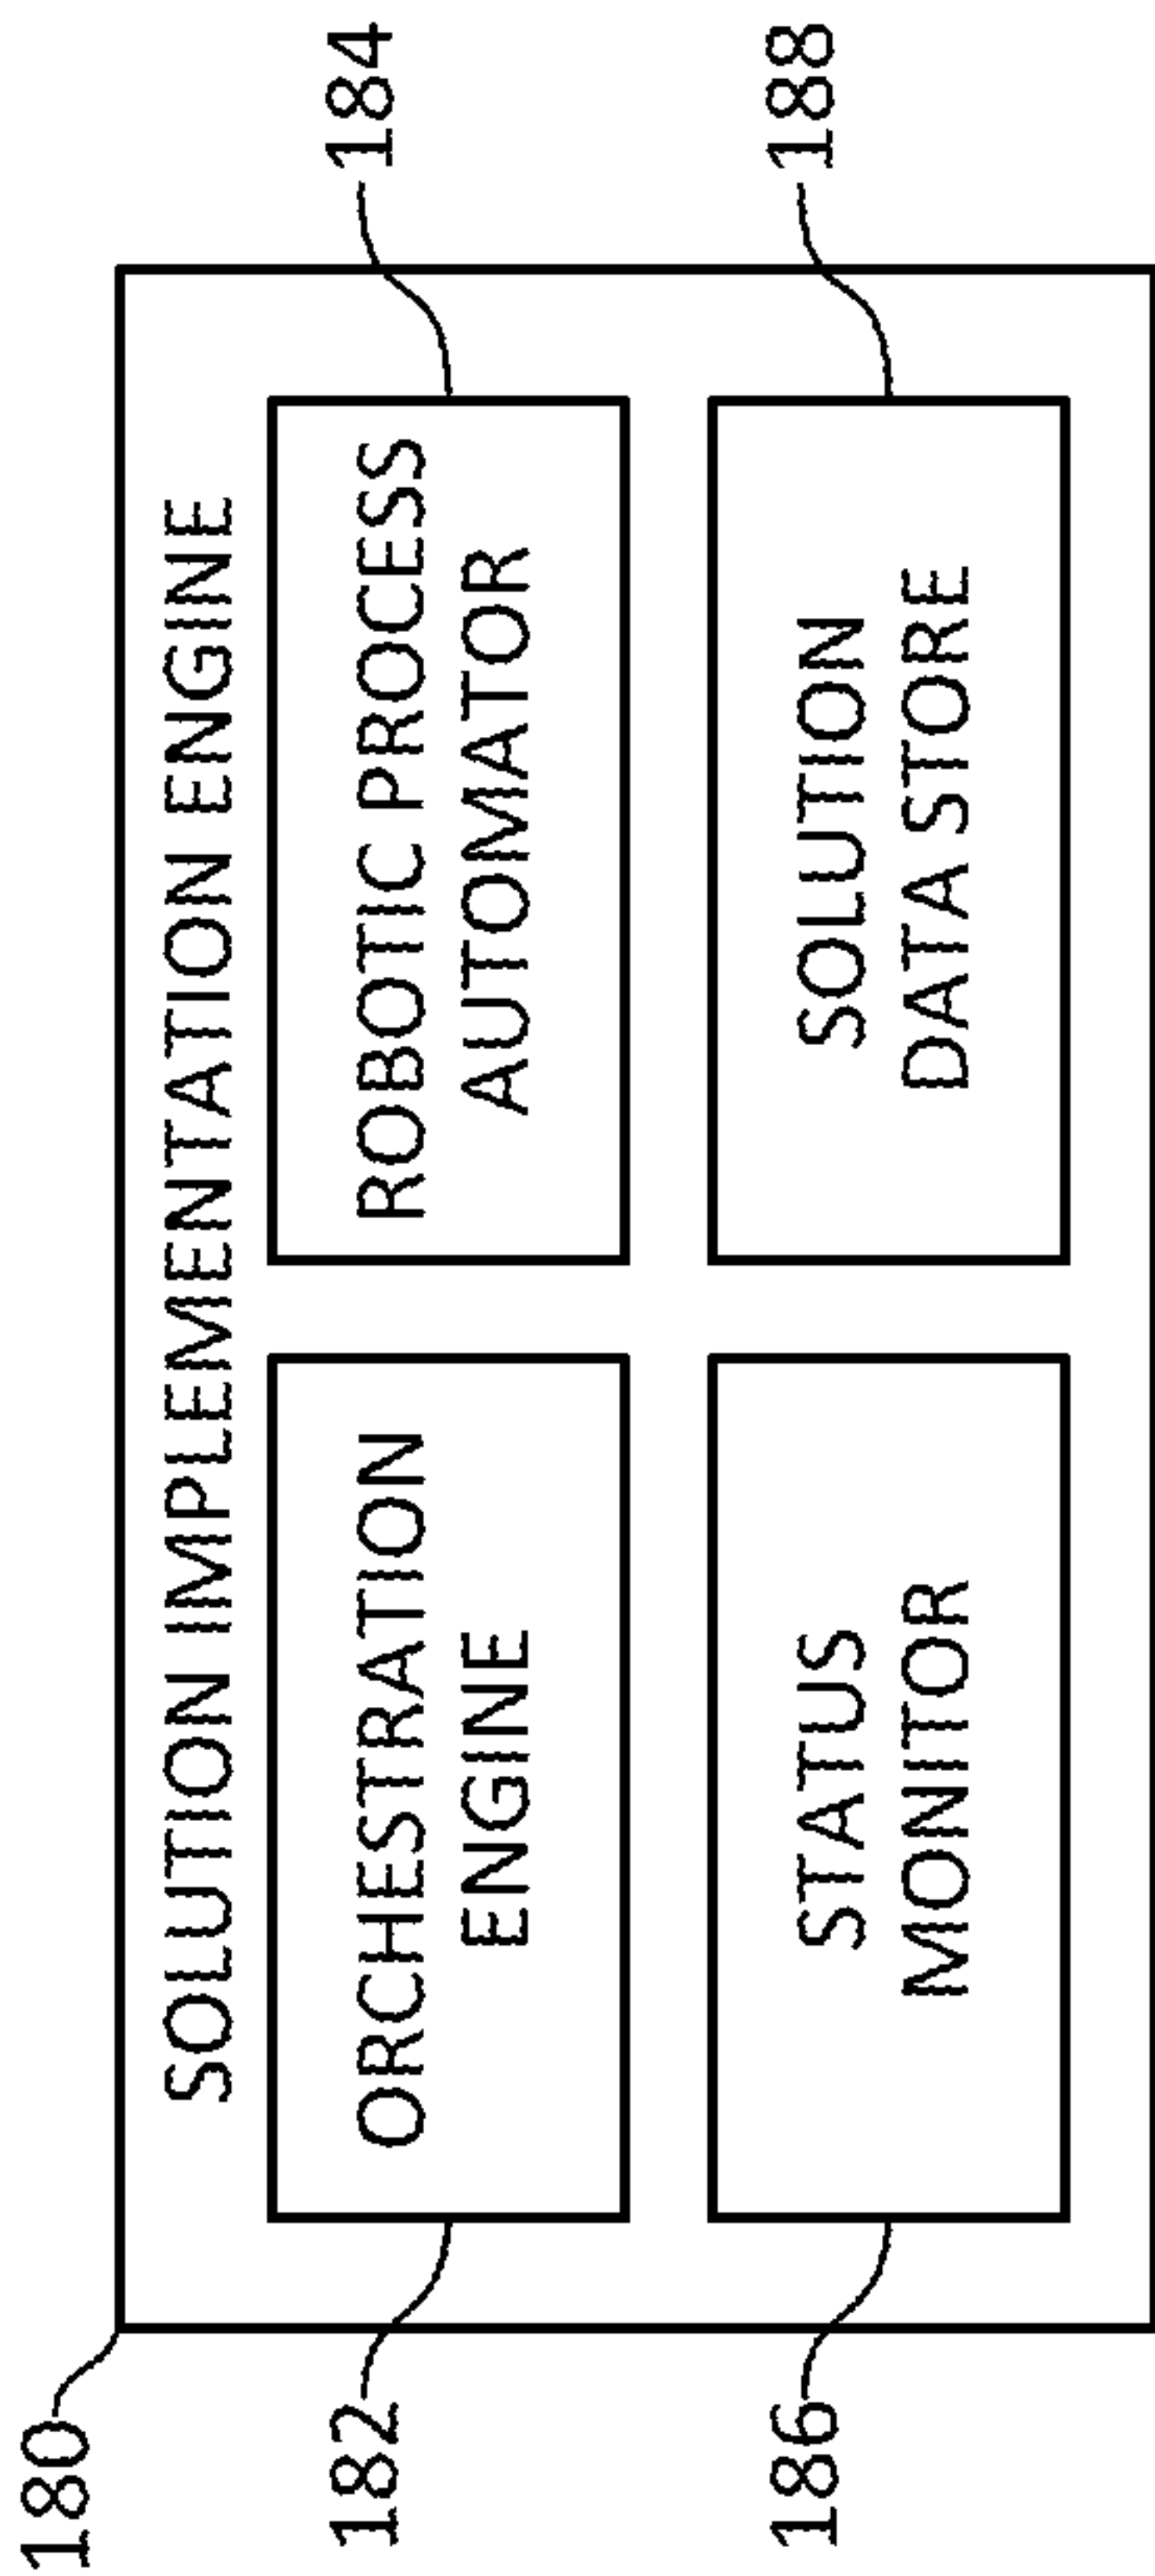 180
SOLUTION IMPLEMENTATION ENGINE
182
ORCHESTRATION
ENGINE
ROBOTIC PROCESS
AUTOMATOR
184
186
STATUS
MONITOR
SOLUTION
DATA STORE
188